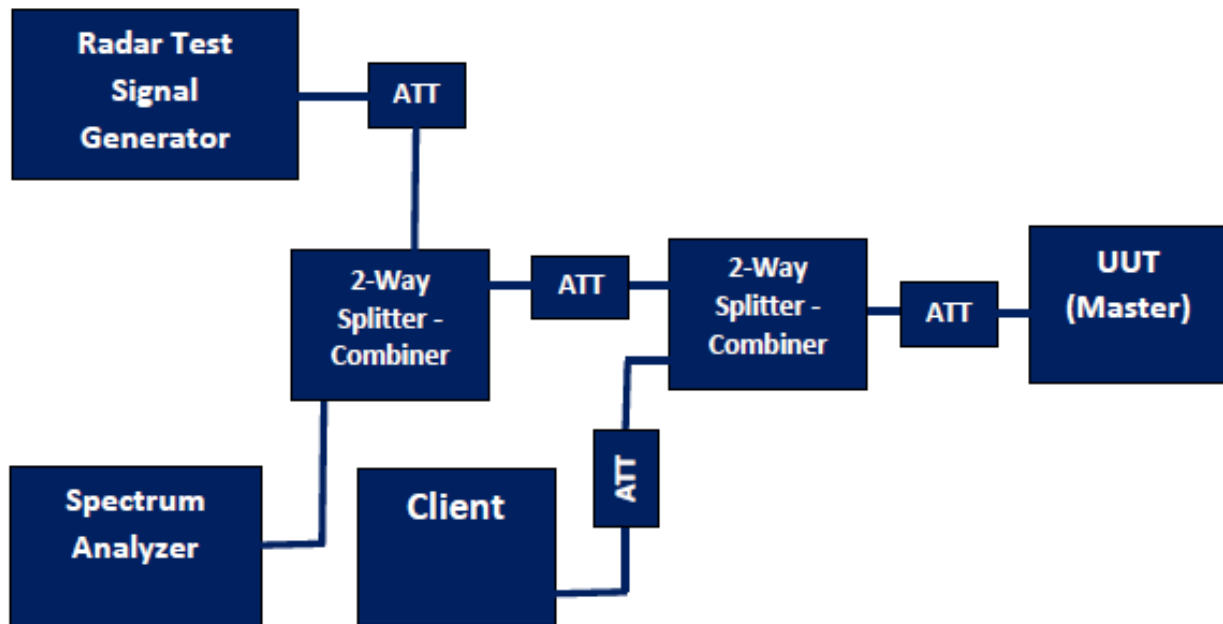 Radar Test
Signal
Generator
ATT
2-Way
Splitter -
Combiner
ATT
2-Way
Splitter -
Combiner
ATT
UUT
(Master)
Spectrum
Analyzer
Client
ATT